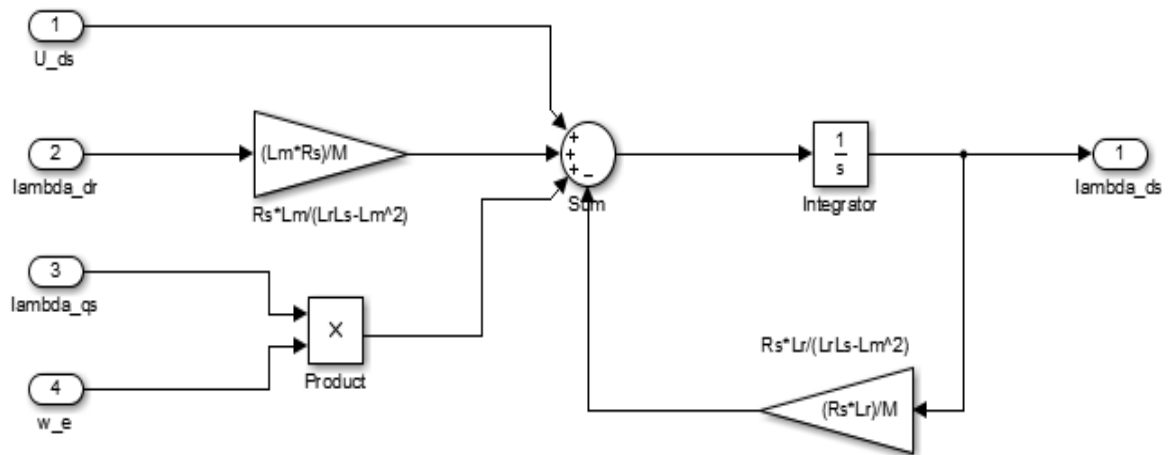 1
U_ds
2
lambda_dr
(Lm*Rs)/M
Rs*Lm/(LrLs-Lm^2)
3
lambda_qs
4
w_e
X
Product
+
+
+
−
Sum
1
s
Integrator
1
lambda_ds
Rs*Lr/(LrLs-Lm^2)
(Rs*Lr)/M